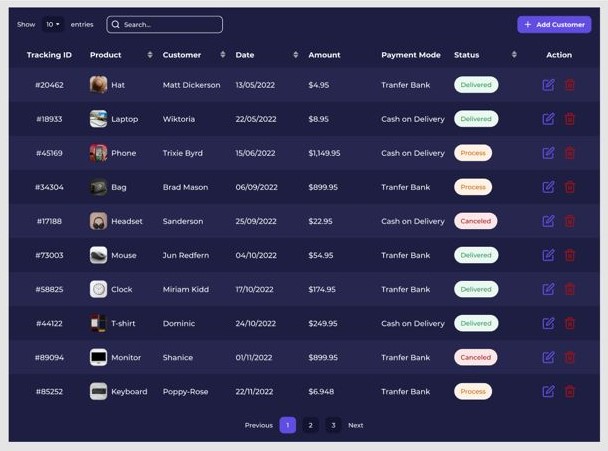 Show 10 entries Search... + Add Customer
Tracking ID Product Customer Date Amount Payment Mode Status Action
#20462 Hat Matt Dickerson 13/05/2022 $4.95 Tranfer Bank Delivered
#18933 Laptop Wiktoria 22/05/2022 $8.95 Cash on Delivery Delivered
#45169 Phone Trixie Byrd 15/06/2022 $1,149.95 Cash on Delivery Process
#34304 Bag Brad Mason 06/09/2022 $899.95 Tranfer Bank Process
#17188 Headset Sanderson 25/09/2022 $22.95 Cash on Delivery Canceled
#73003 Mouse Jun Redfern 04/10/2022 $54.95 Tranfer Bank Delivered
#58825 Clock Miriam Kidd 17/10/2022 $174.95 Tranfer Bank Delivered
#44122 T-shirt Dominic 24/10/2022 $249.95 Cash on Delivery Delivered
#89094 Monitor Shanice 01/11/2022 $899.95 Tranfer Bank Canceled
#85252 Keyboard Poppy-Rose 22/11/2022 $6.948 Tranfer Bank Process
Previous 1 2 3 Next